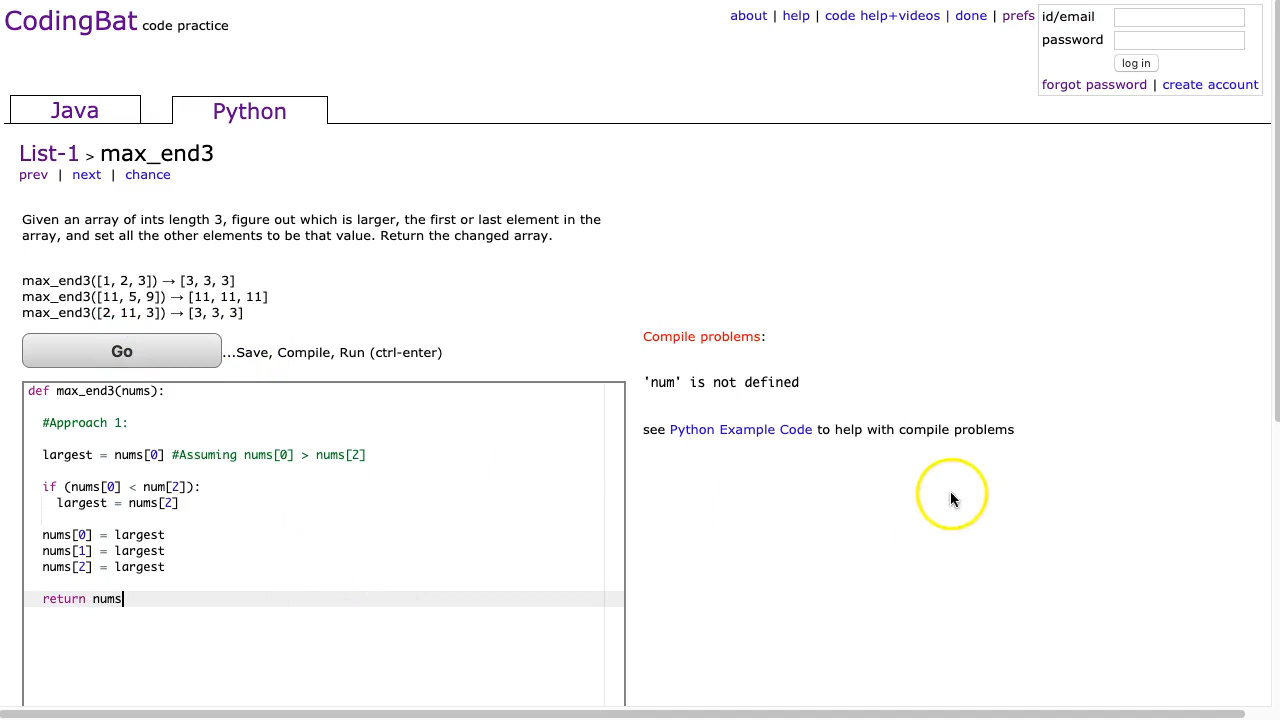 CodingBat code practice
about | help | code help+videos | done | prefs
id/email
password
log in
forgot password | create account
Java
Python
List-1 > max_end3
prev | next | chance
Given an array of ints length 3, figure out which is larger, the first or last element in the
array, and set all the other elements to be that value. Return the changed array.
max_end3([1, 2, 3]) → [3, 3, 3]
max_end3([11, 5, 9]) → [11, 11, 11]
max_end3([2, 11, 3]) → [3, 3, 3]
Go
...Save, Compile, Run (ctrl-enter)
def max_end3(nums):
#Approach 1:
largest = nums[0] #Assuming nums[0] > nums[2]
if (nums[0] < num[2]):
largest = nums[2]
nums[0] = largest
nums[1] = largest
nums[2] = largest
return nums
Compile problems:
'num' is not defined
see Python Example Code to help with compile problems